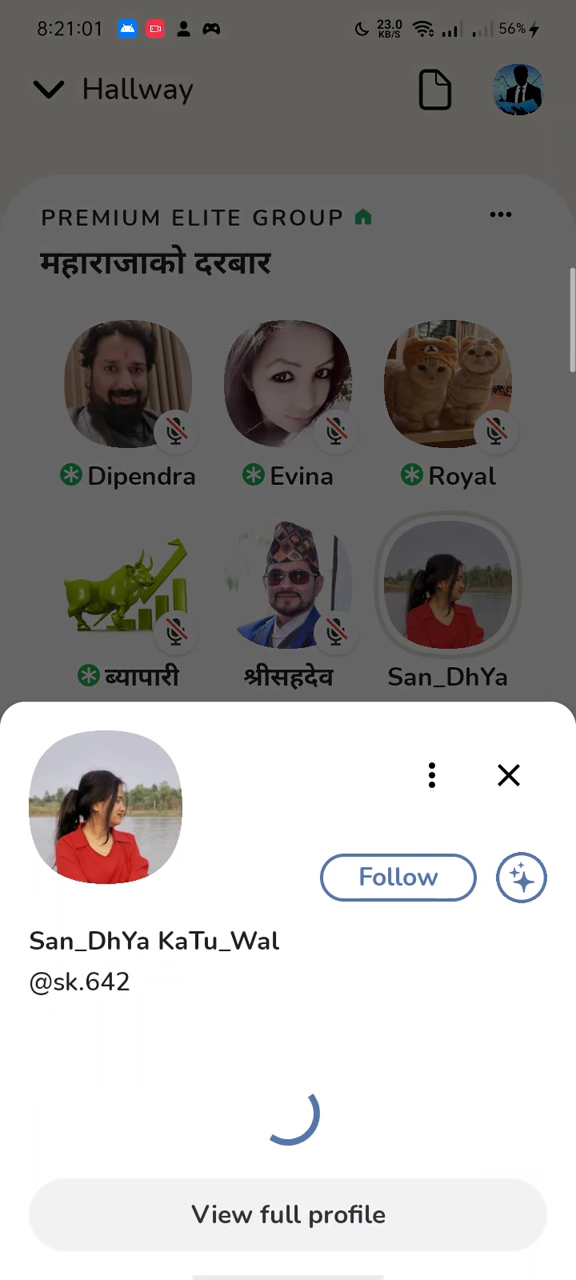 8:21:01 23.0 KB/S 56%
Hallway
PREMIUM ELITE GROUP
महाराजाको दरबार
Dipendra Evina Royal
ब्यापारी श्रीसहदेव San_DhYa
Follow
San_DhYa KaTu_Wal
@sk.642
View full profile